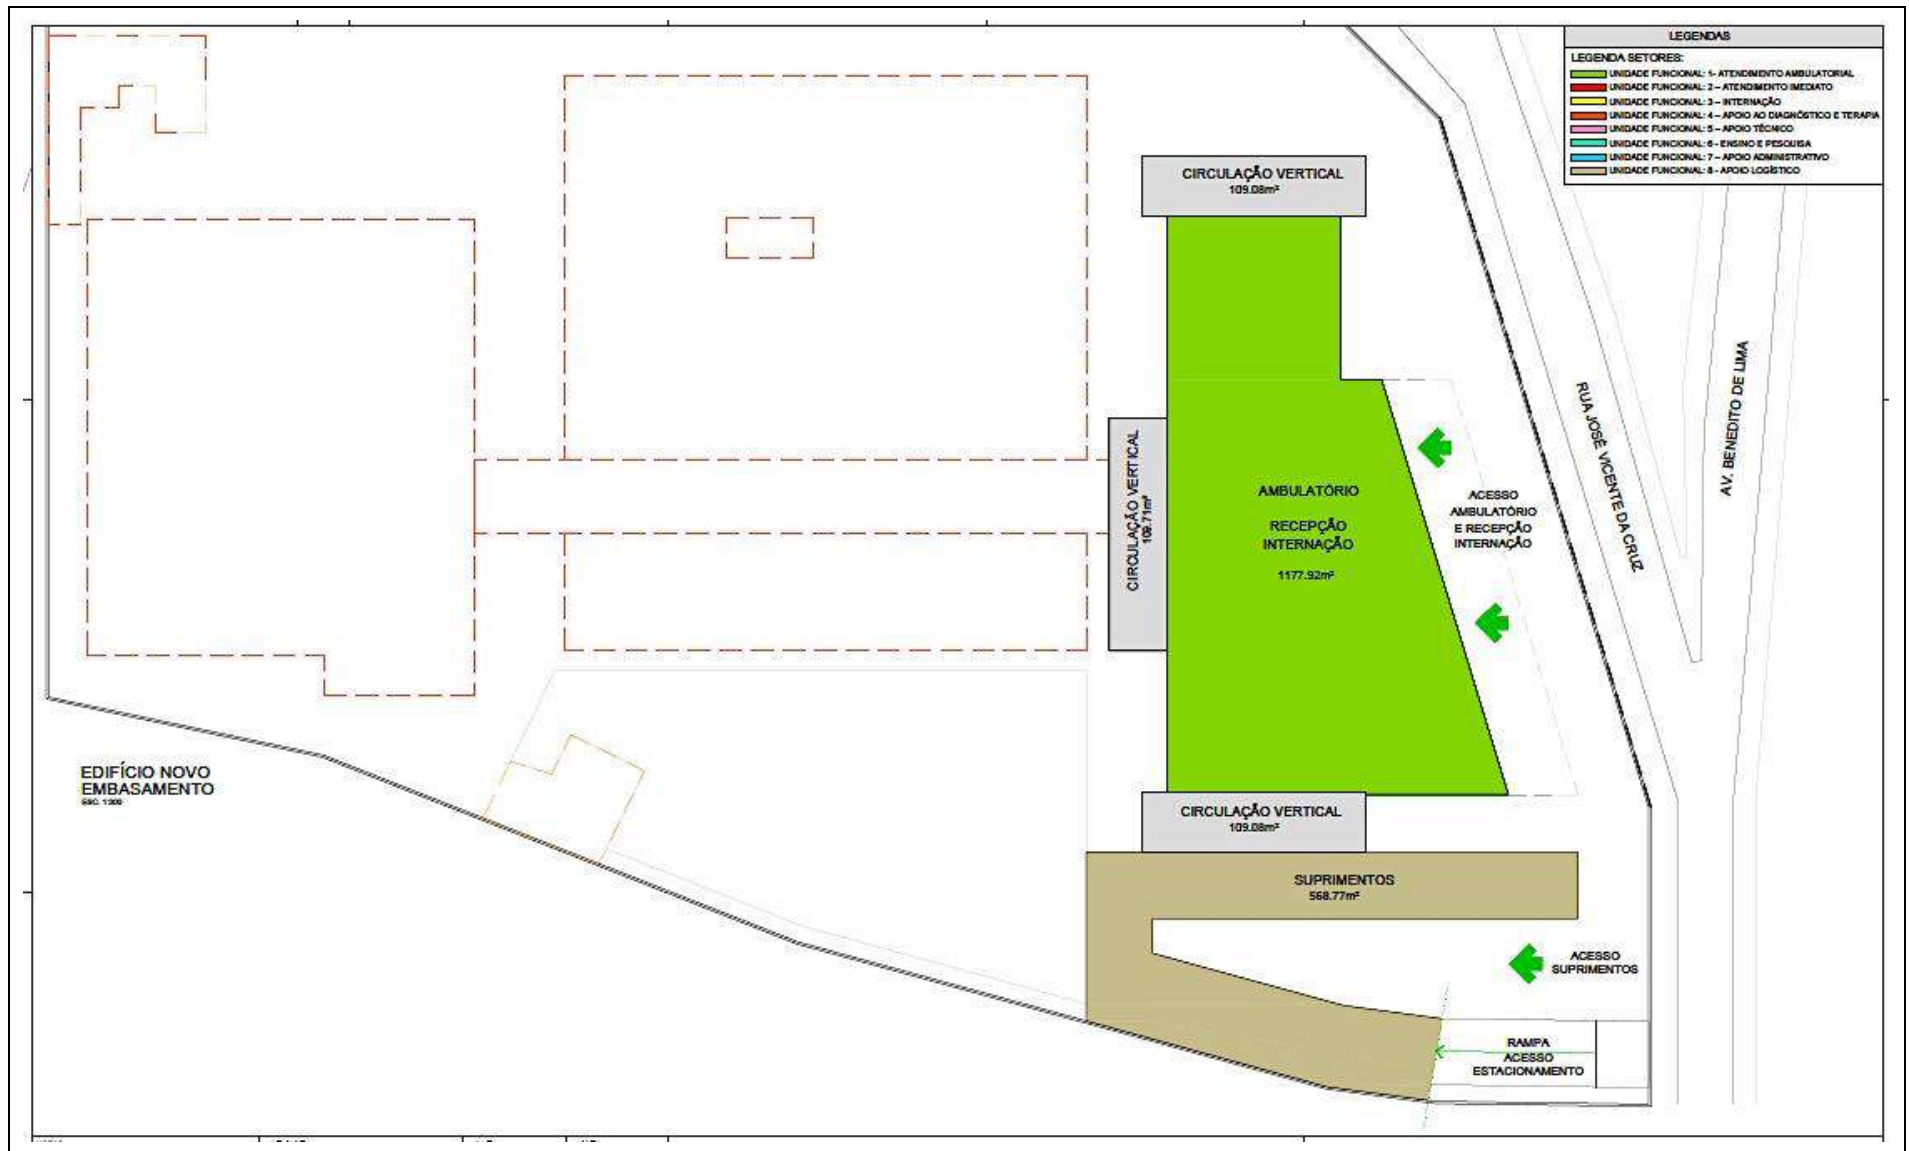 LEGENDAS
LEGENDA SETORES:
UNIDADE FUNCIONAL: 1- ATENDIMENTO AMBULATORIAL
UNIDADE FUNCIONAL: 2 – ATENDIMENTO IMEDIATO
UNIDADE FUNCIONAL: 3 – INTERNAÇÃO
UNIDADE FUNCIONAL: 4 – APOIO AO DIAGNÓSTICO E TERAPIA
UNIDADE FUNCIONAL: 5 – APOIO TÉCNICO
UNIDADE FUNCIONAL: 6 - ENSINO E PESQUISA
UNIDADE FUNCIONAL: 7 – APOIO ADMINISTRATIVO
UNIDADE FUNCIONAL: 8 - APOIO LOGÍSTICO
CIRCULAÇÃO VERTICAL
109.08m²
CIRCULAÇÃO VERTICAL
109.71m²
AMBULATÓRIO
RECEPÇÃO
INTERNAÇÃO
1177.92m²
ACESSO
AMBULATÓRIO
E RECEPÇÃO
INTERNAÇÃO
RUA JOSÉ VICENTE DA CRUZ
AV. BENEDITO DE LIMA
EDIFÍCIO NOVO
EMBASAMENTO
CIRCULAÇÃO VERTICAL
109.08m²
SUPRIMENTOS
568.77m²
ACESSO
SUPRIMENTOS
RAMPA
ACESSO
ESTACIONAMENTO